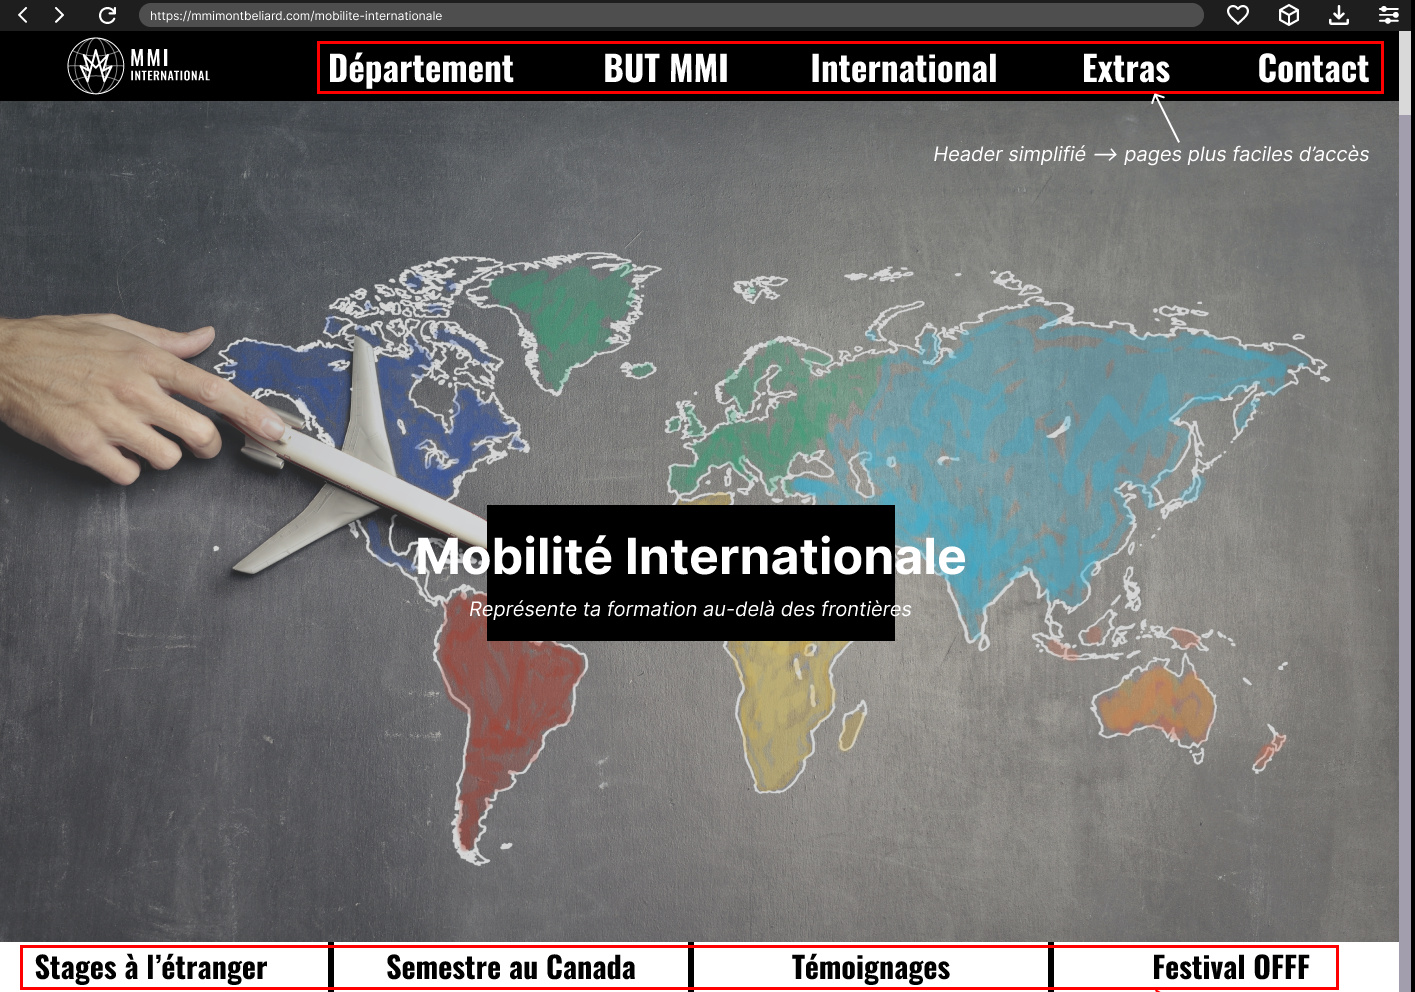 https://mmimontbeliard.com/mobilite-internationale
MMI
INTERNATIONAL
Département BUT MMI International Extras Contact
Header simplifié → pages plus faciles d’accès
Mobilité Internationale
Représente ta formation au-delà des frontières
Stages à l’étranger Semestre au Canada Témoignages Festival OFFF